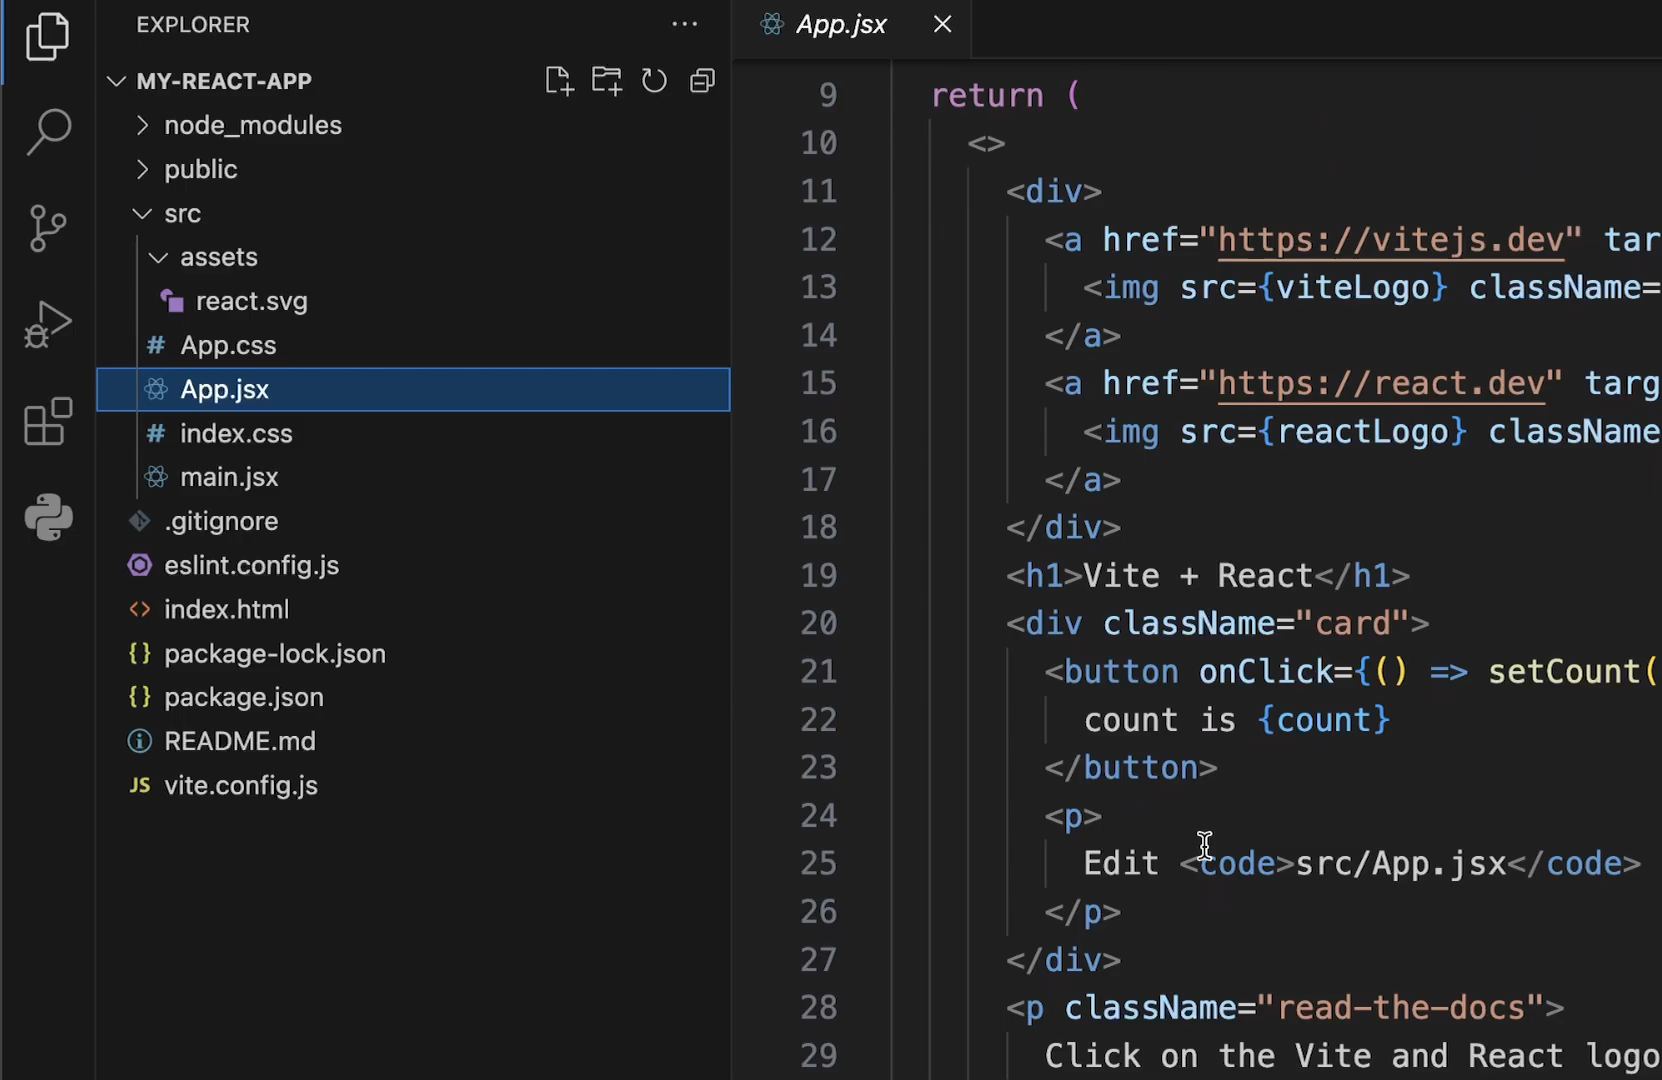 EXPLORER
MY-REACT-APP
node_modules
public
src
assets
react.svg
# App.css
App.jsx
# index.css
main.jsx
.gitignore
eslint.config.js
<> index.html
{} package-lock.json
{} package.json
README.md
JS vite.config.js
App.jsx
9 return (
10 <>
11 <div>
12 <a href="https://vitejs.dev" tar
13 <img src={viteLogo} className=
14 </a>
15 <a href="https://react.dev" targ
16 <img src={reactLogo} className
17 </a>
18 </div>
19 <h1>Vite + React</h1>
20 <div className="card">
21 <button onClick={() => setCount(
22 count is {count}
23 </button>
24 <p>
25 Edit <code>src/App.jsx</code>
26 </p>
27 </div>
28 <p className="read-the-docs">
29 Click on the Vite and React logo